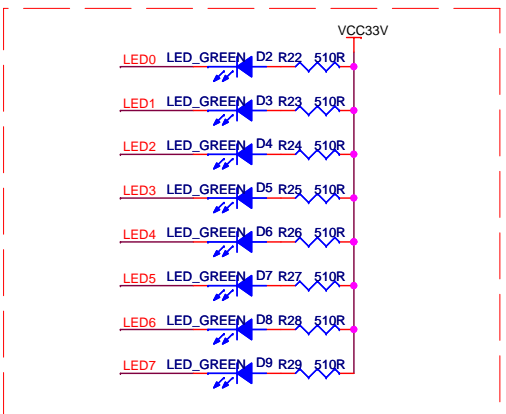 VCC33V
LED0 LED_GREEN D2 R22 510R
LED1 LED_GREEN D3 R23 510R
LED2 LED_GREEN D4 R24 510R
LED3 LED_GREEN D5 R25 510R
LED4 LED_GREEN D6 R26 510R
LED5 LED_GREEN D7 R27 510R
LED6 LED_GREEN D8 R28 510R
LED7 LED_GREEN D9 R29 510R